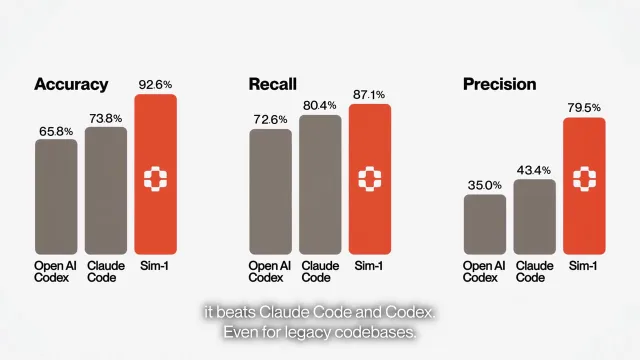 Accuracy
92.6%
73.8%
65.8%
Open AI
Codex
Claude
Code
Sim-1
Recall
87.1%
80.4%
72.6%
Open AI
Codex
Claude
Code
Sim-1
Precision
79.5%
43.4%
35.0%
Open AI
Codex
Claude
Code
Sim-1
it beats Claude Code and Codex.
Even for legacy codebases.